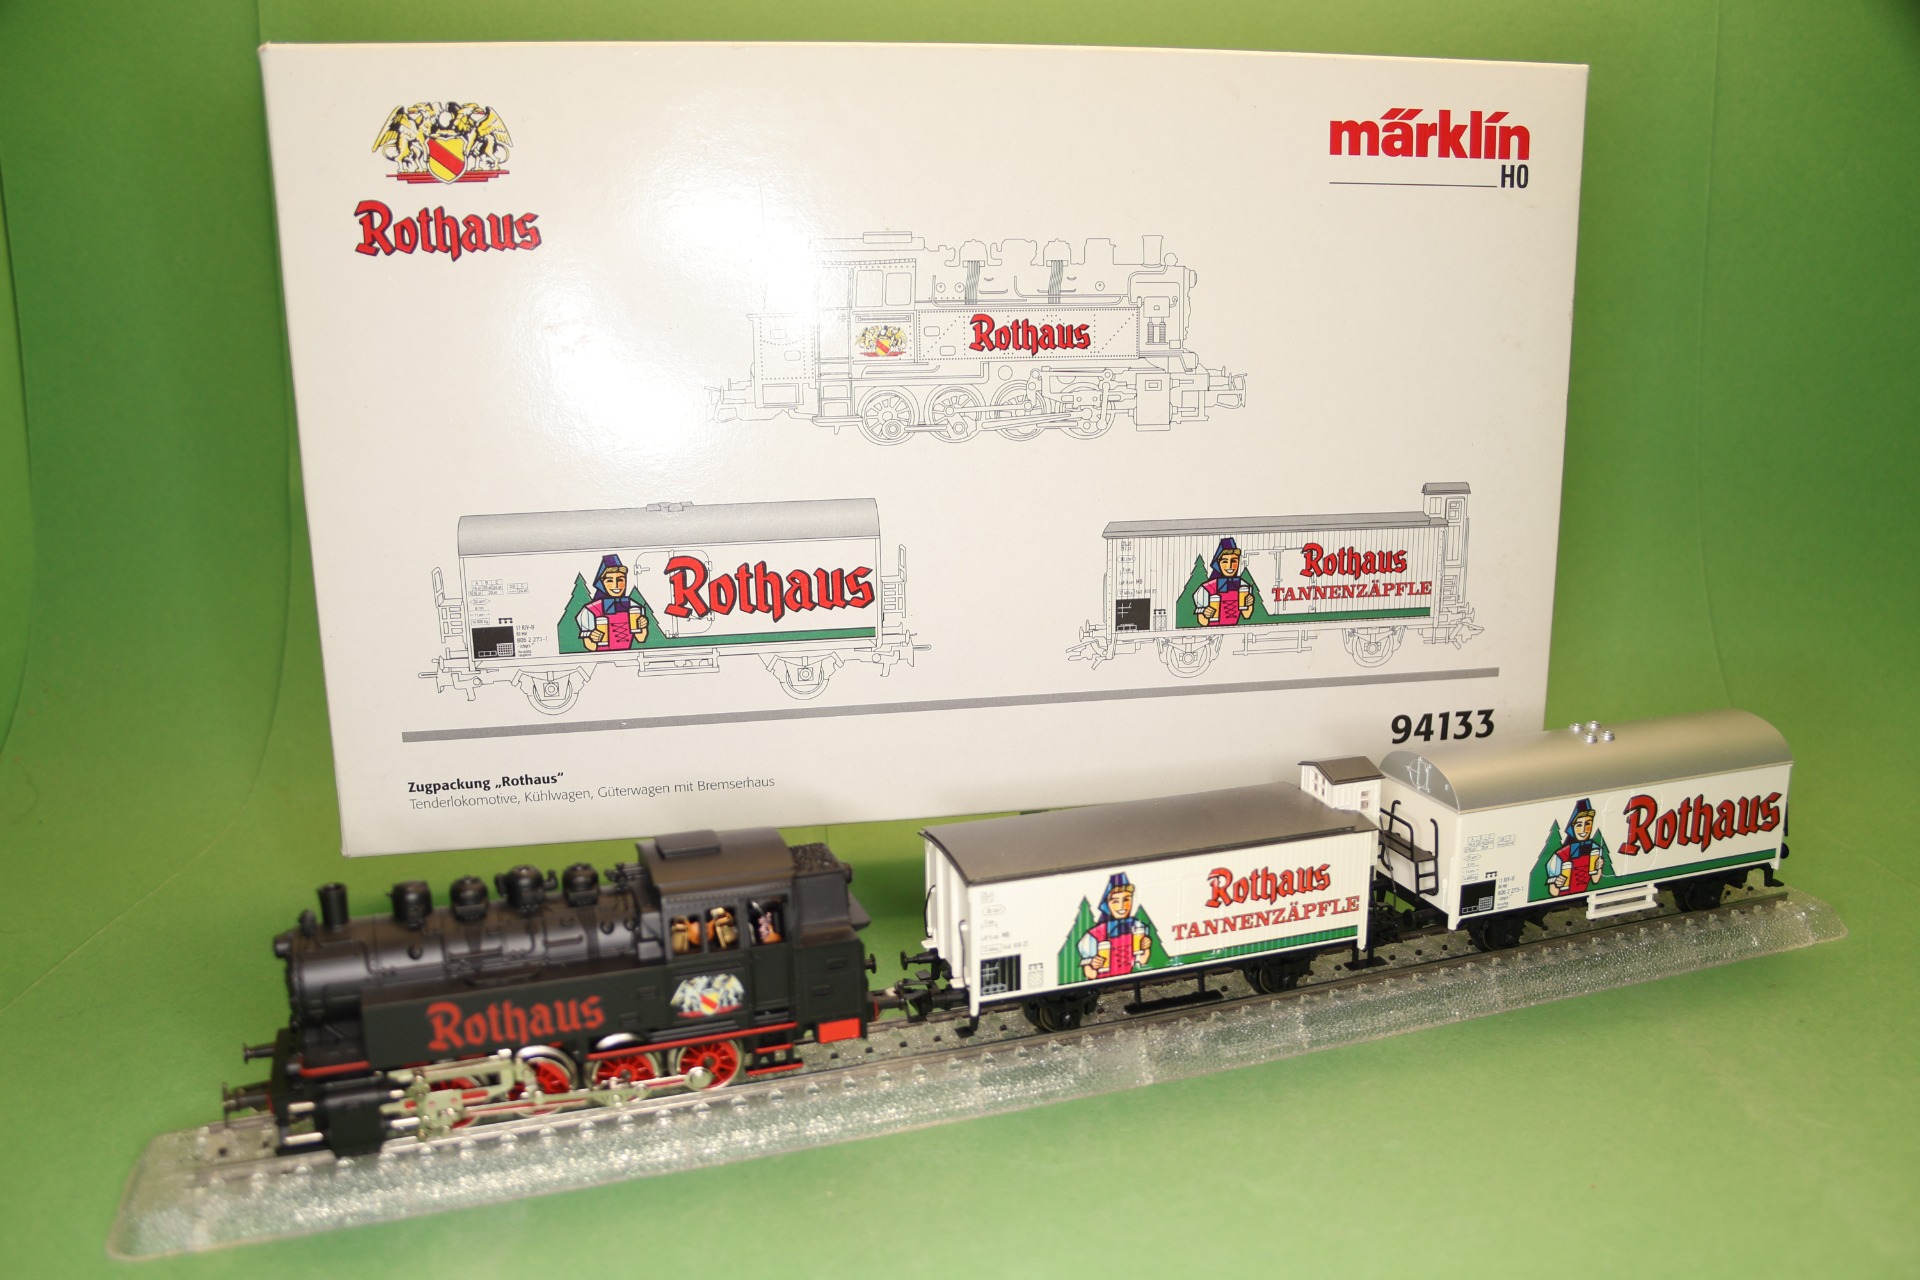 Rothaus
märklin
H0
Rothaus
Rothaus
Rothaus
TANNENZÄPFLE
94133
Zugpackung „Rothaus“
Tenderlokomotive, Kühlwagen, Güterwagen mit Bremserhaus
Rothaus
Rothaus
TANNENZÄPFLE
Rothaus